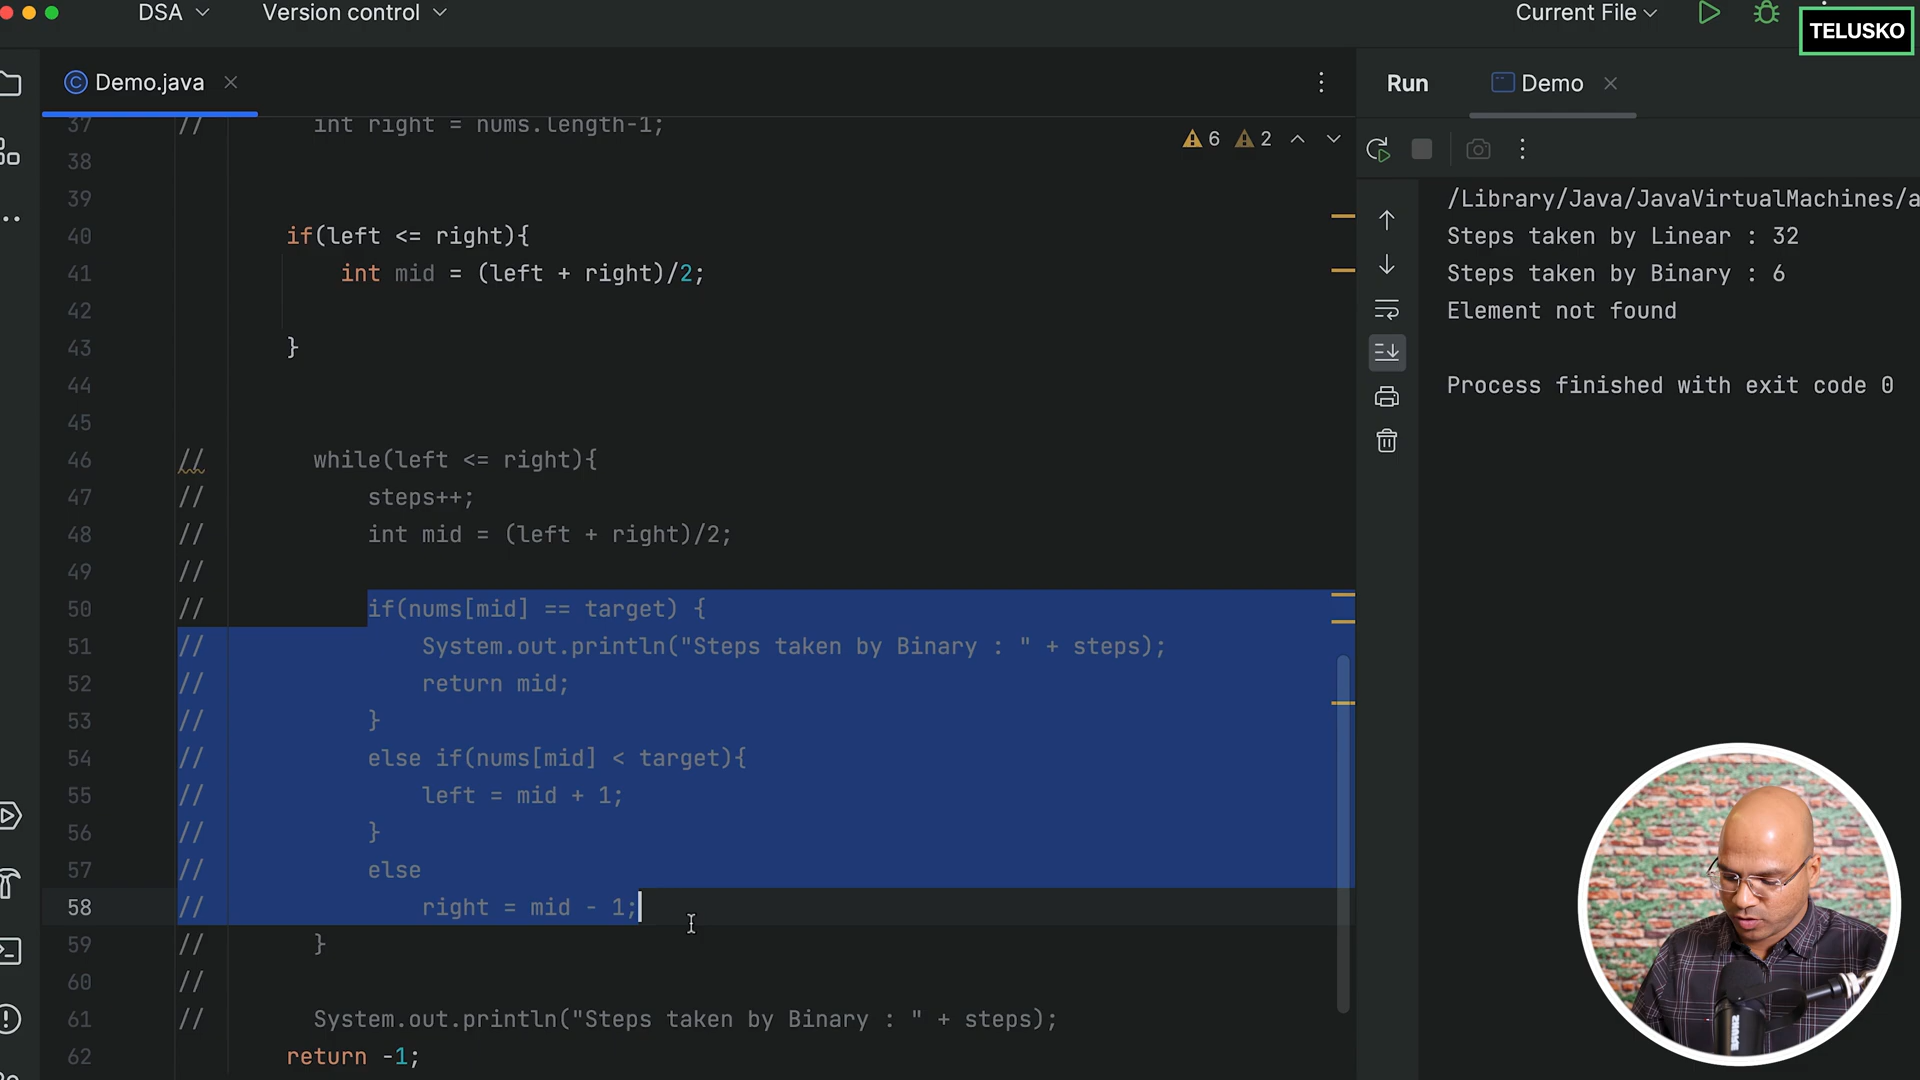 DSA
Version control
Current File
TELUSKO
Demo.java
Run
Demo
37 // int right = nums.length-1;
6 2
38
39
40 if(left <= right){
41 int mid = (left + right)/2;
42
43 }
44
45
46 // while(left <= right){
47 // steps++;
48 // int mid = (left + right)/2;
49 //
50 // if(nums[mid] == target) {
51 // System.out.println("Steps taken by Binary : " + steps);
52 // return mid;
53 // }
54 // else if(nums[mid] < target){
55 // left = mid + 1;
56 // }
57 // else
58 // right = mid - 1;
59 // }
60 //
61 // System.out.println("Steps taken by Binary : " + steps);
62 return -1;
/Library/Java/JavaVirtualMachines/a
Steps taken by Linear : 32
Steps taken by Binary : 6
Element not found
Process finished with exit code 0